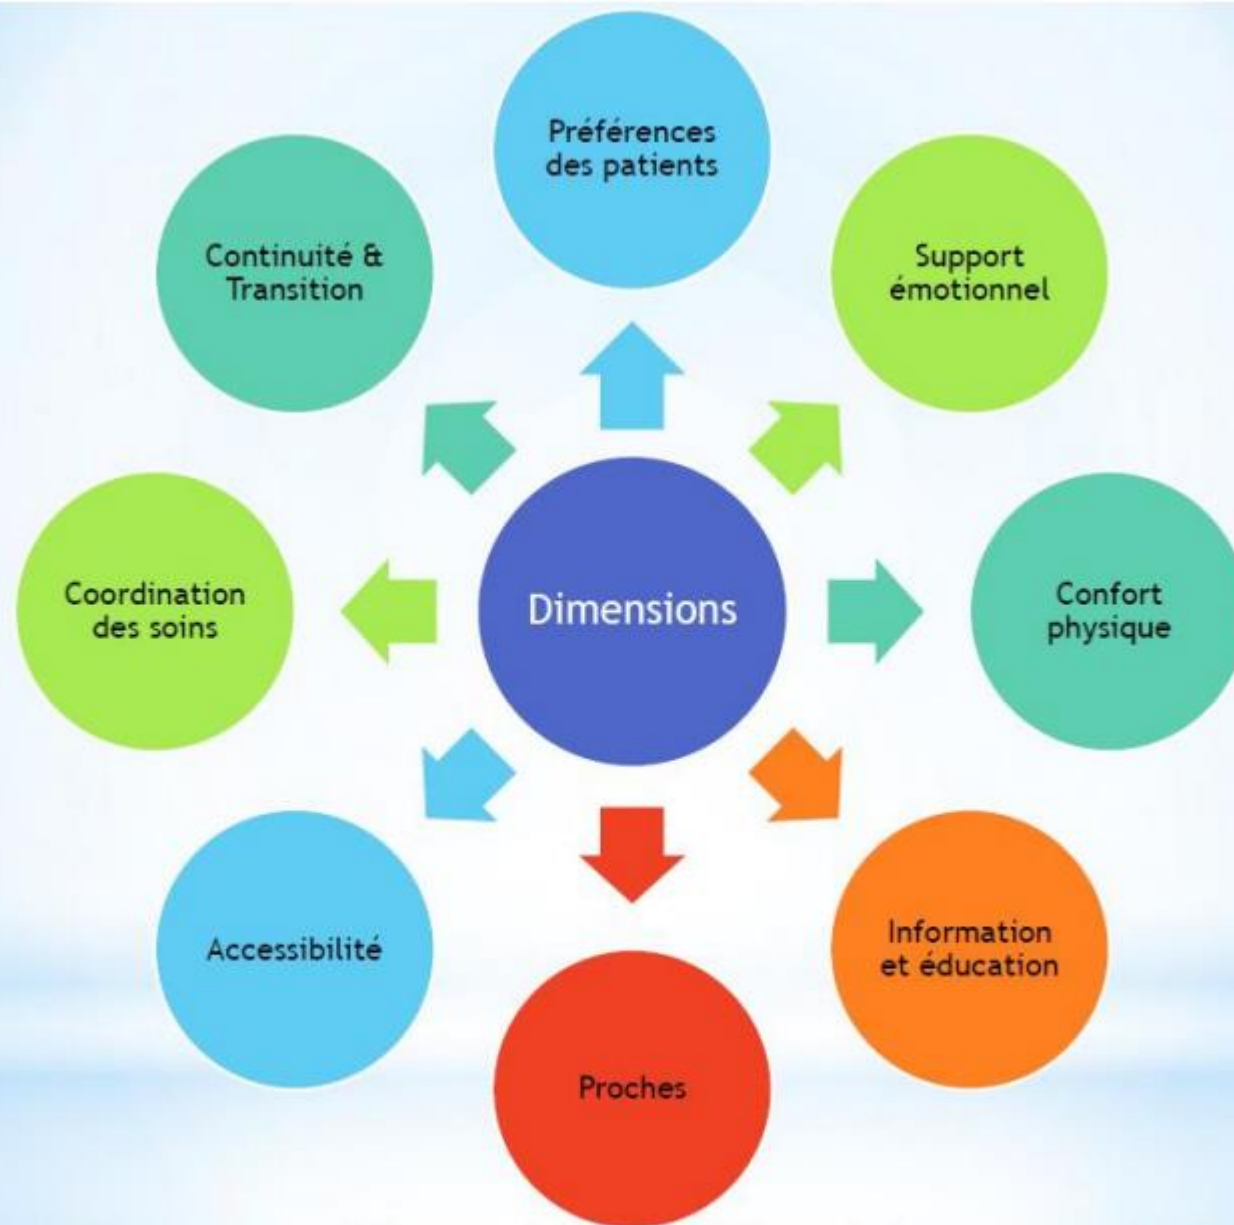 Préférences
des patients
Support
émotionnel
Confort
physique
Information
et éducation
Proches
Accessibilité
Coordination
des soins
Continuité &
Transition
Dimensions